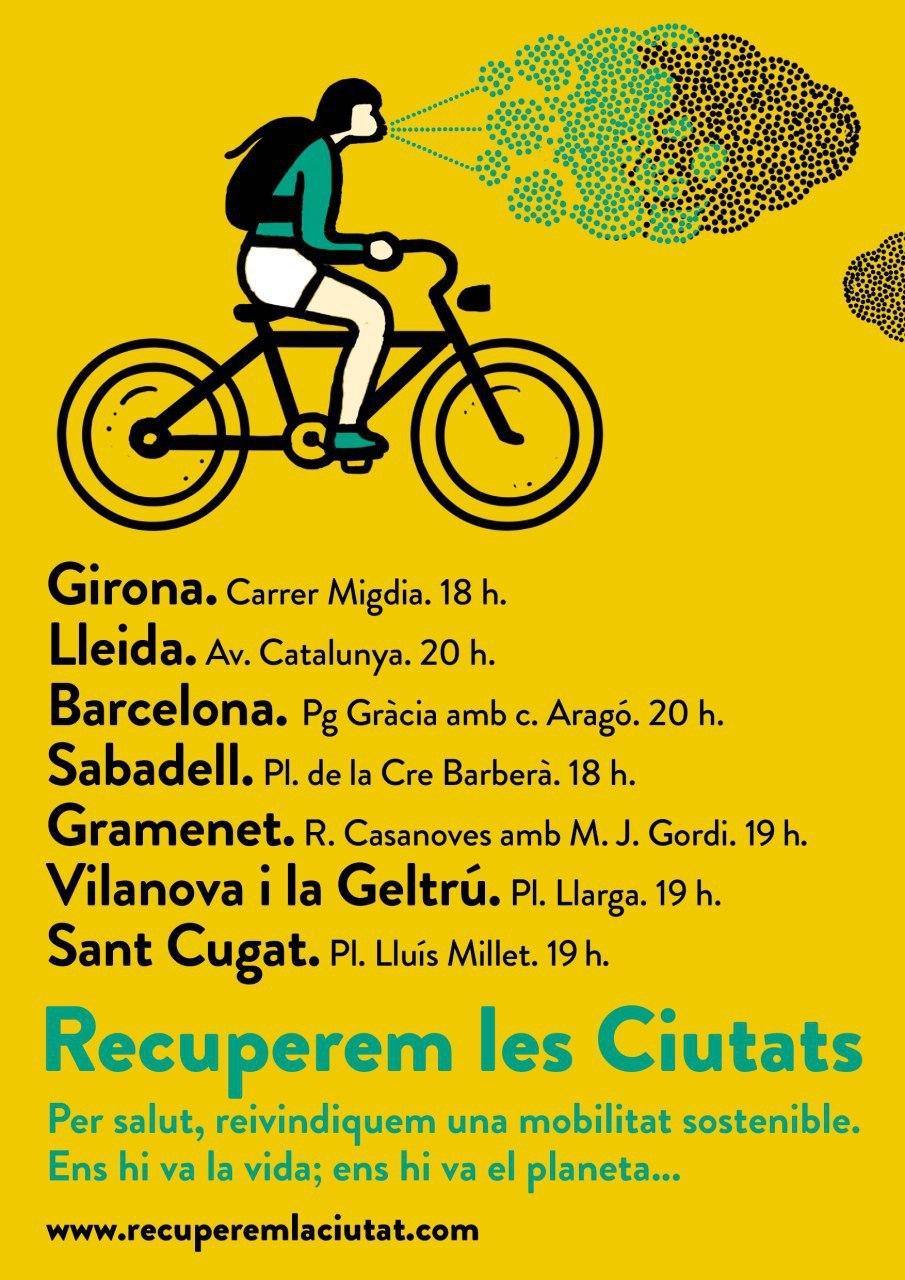 Girona. Carrer Migdia. 18 h.
Lleida. Av. Catalunya. 20 h.
Barcelona. Pg Gràcia amb c. Aragó. 20 h.
Sabadell. Pl. de la Cre Barberà. 18 h.
Gramenet. R. Casanoves amb M. J. Gordi. 19 h.
Vilanova i la Geltrú. Pl. Llarga. 19 h.
Sant Cugat. Pl. Lluís Millet. 19 h.
Recuperem les Ciutats
Per salut, reivindiquem una mobilitat sostenible.
Ens hi va la vida; ens hi va el planeta...
www.recuperemlaciutat.com